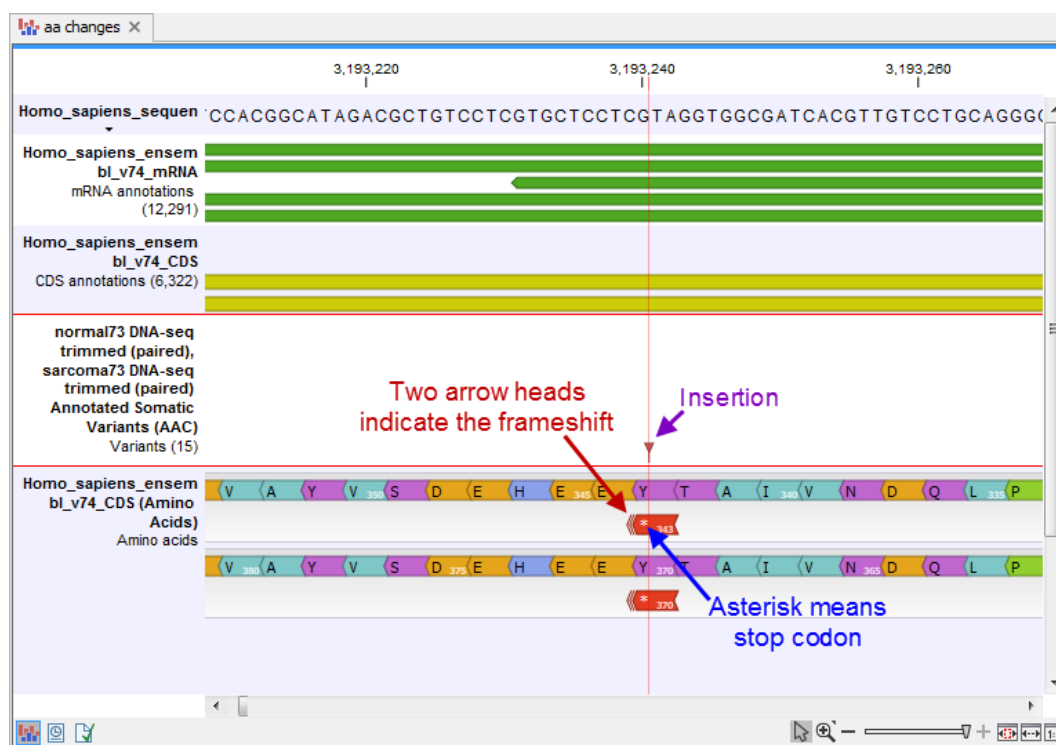 aa changes
3,193,220 3,193,240 3,193,260
Homo_sapiens_sequen
CCACGGCATAGACGCTGTCCTCGTGCTCCTCGTAGGTGGCGATCACGTTGTCCTGCAGGG
Homo_sapiens_ensem
bl_v74_mRNA
mRNA annotations
(12,291)
Homo_sapiens_ensem
bl_v74_CDS
CDS annotations (6,322)
normal73 DNA-seq
trimmed (paired),
sarcoma73 DNA-seq
trimmed (paired)
Annotated Somatic
Variants (AAC)
Variants (15)
Two arrow heads
indicate the frameshift
Insertion
Homo_sapiens_ensem
bl_v74_CDS (Amino
Acids)
Amino acids
V A Y V 350 S D E H E 345 E Y T A I 340 V N D Q L 335 P
* 343
V 380 A Y V S D 375 E H E E Y 370 T A I V N 365 D Q L P
* 370
Asterisk means
stop codon